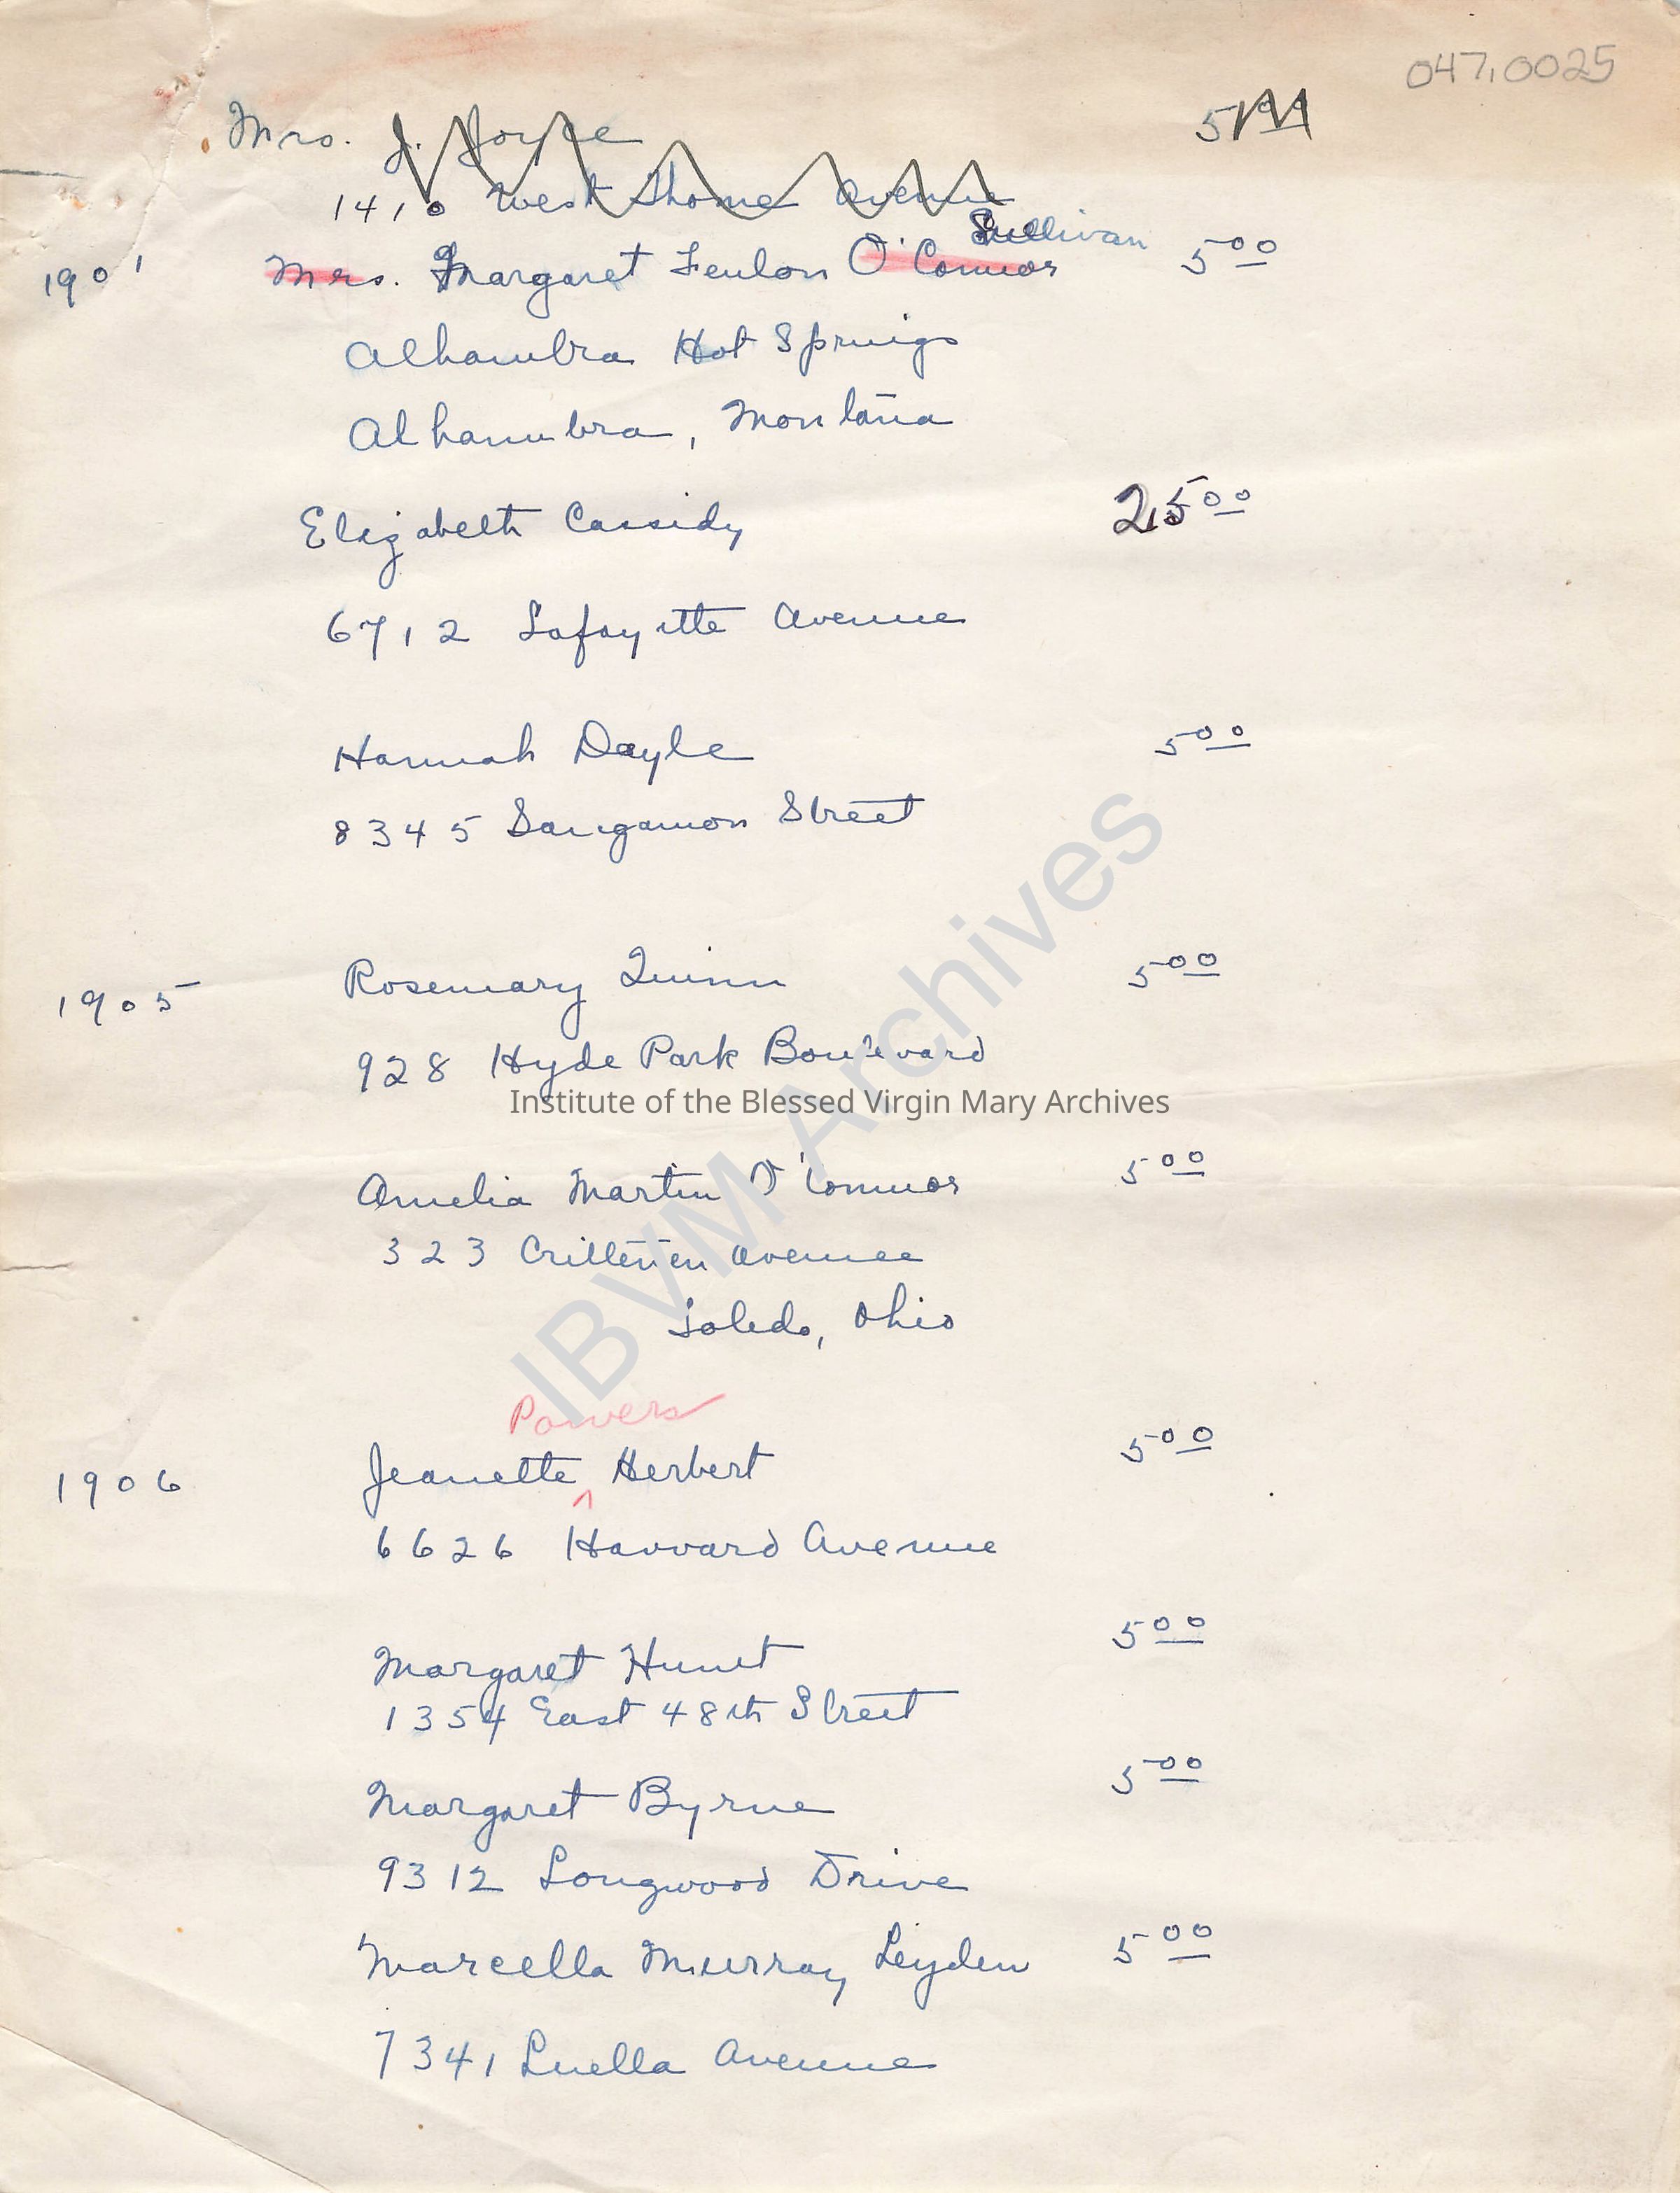 047.0025
Mrs. J. Joyce 5 00
1410 West Thome Avenue
Sullivan
1901 Mrs. Margaret Fenlon O'Connor 5 00
Alhambra Hot Springs
Alhambra, Montana
Elizabeth Cassidy 25 00
6712 Lafayette Avenue
Hannah Doyle 5 00
8345 Sangamon Street
1905 Rosemary Quinn 5 00
928 Hyde Park Boulevard
Institute of the Blessed Virgin Mary Archives
IBVM Archives
Amelia Martin O'Connor 5 00
323 Crittenden Avenue
Toledo, Ohio
Powers
1906 Jeanette ^ Herbert 5 00
6626 Harvard Avenue
Margaret Hunt 5 00
1354 East 48th Street
Margaret Byrne 5 00
9312 Longwood Drive
Marcella Murray Leyden 5 00
7341 Luella Avenue